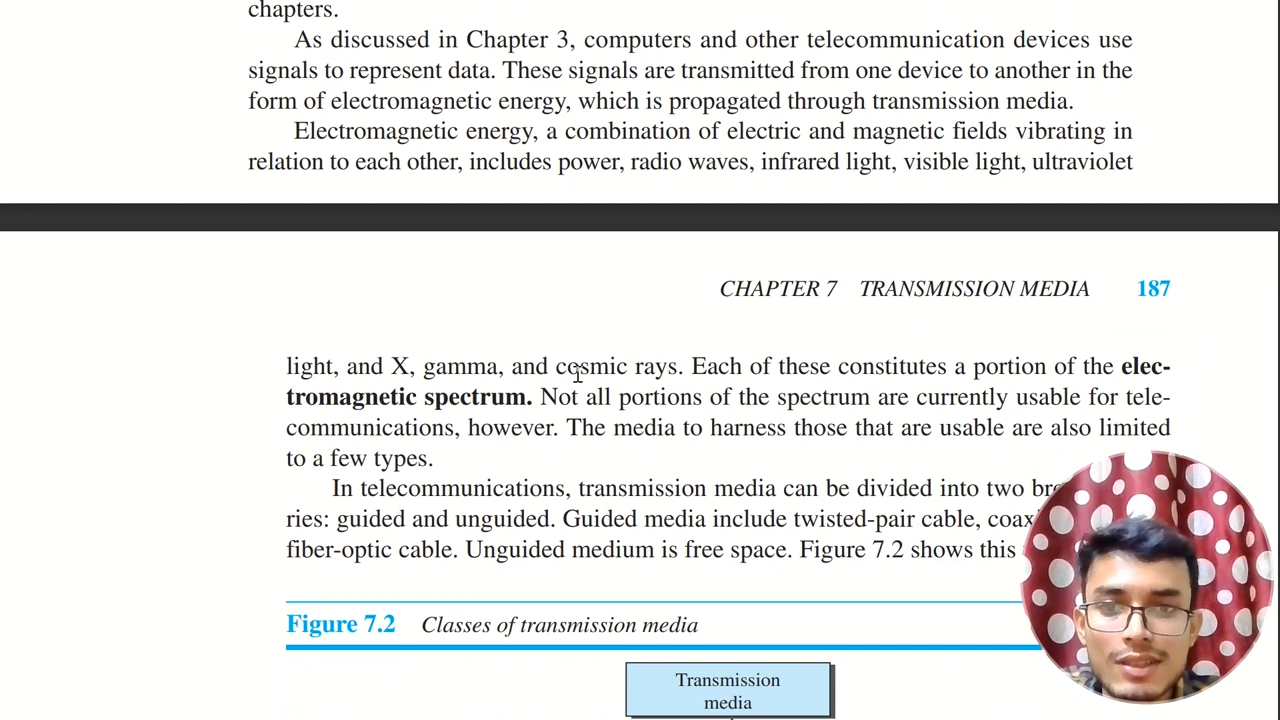 chapters.
As discussed in Chapter 3, computers and other telecommunication devices use
signals to represent data. These signals are transmitted from one device to another in the
form of electromagnetic energy, which is propagated through transmission media.
Electromagnetic energy, a combination of electric and magnetic fields vibrating in
relation to each other, includes power, radio waves, infrared light, visible light, ultraviolet
CHAPTER 7 TRANSMISSION MEDIA 187
light, and X, gamma, and cosmic rays. Each of these constitutes a portion of the elec-
tromagnetic spectrum. Not all portions of the spectrum are currently usable for tele-
communications, however. The media to harness those that are usable are also limited
to a few types.
In telecommunications, transmission media can be divided into two
ries: guided and unguided. Guided media include twisted-pair cable,
fiber-optic cable. Unguided medium is free space. Figure 7.2 shows this
Figure 7.2 Classes of transmission media
Transmission
media